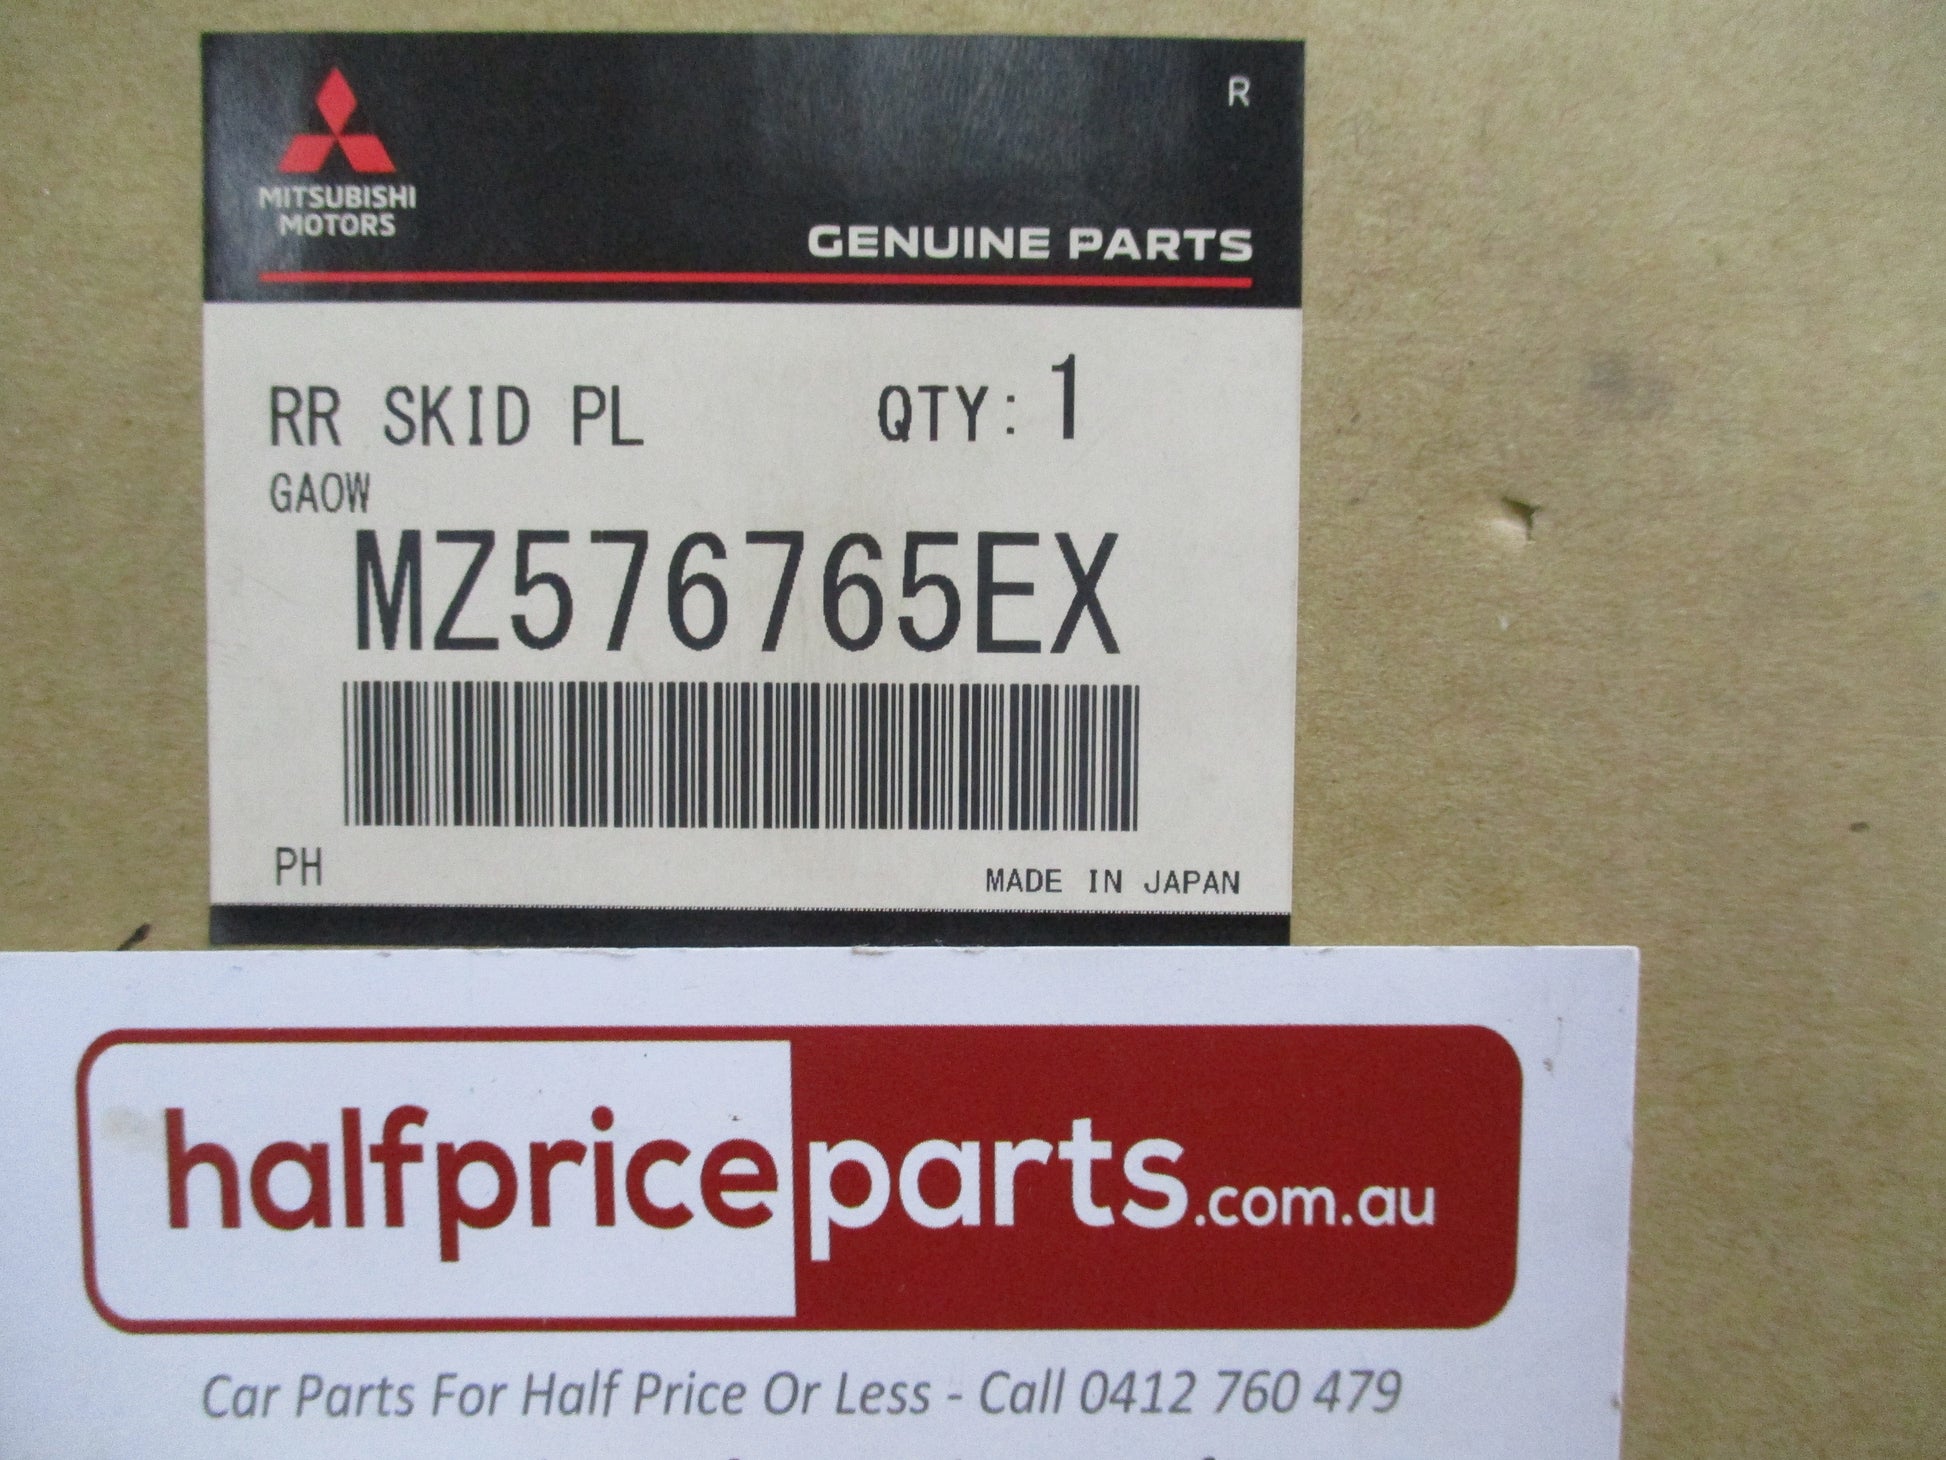 R
MITSUBISHI
MOTORS
GENUINE PARTS
RR SKID PL QTY: 1
GAOW
MZ576765EX
PH MADE IN JAPAN
halfpriceparts.com.au
Car Parts For Half Price Or Less - Call 0412 760 479